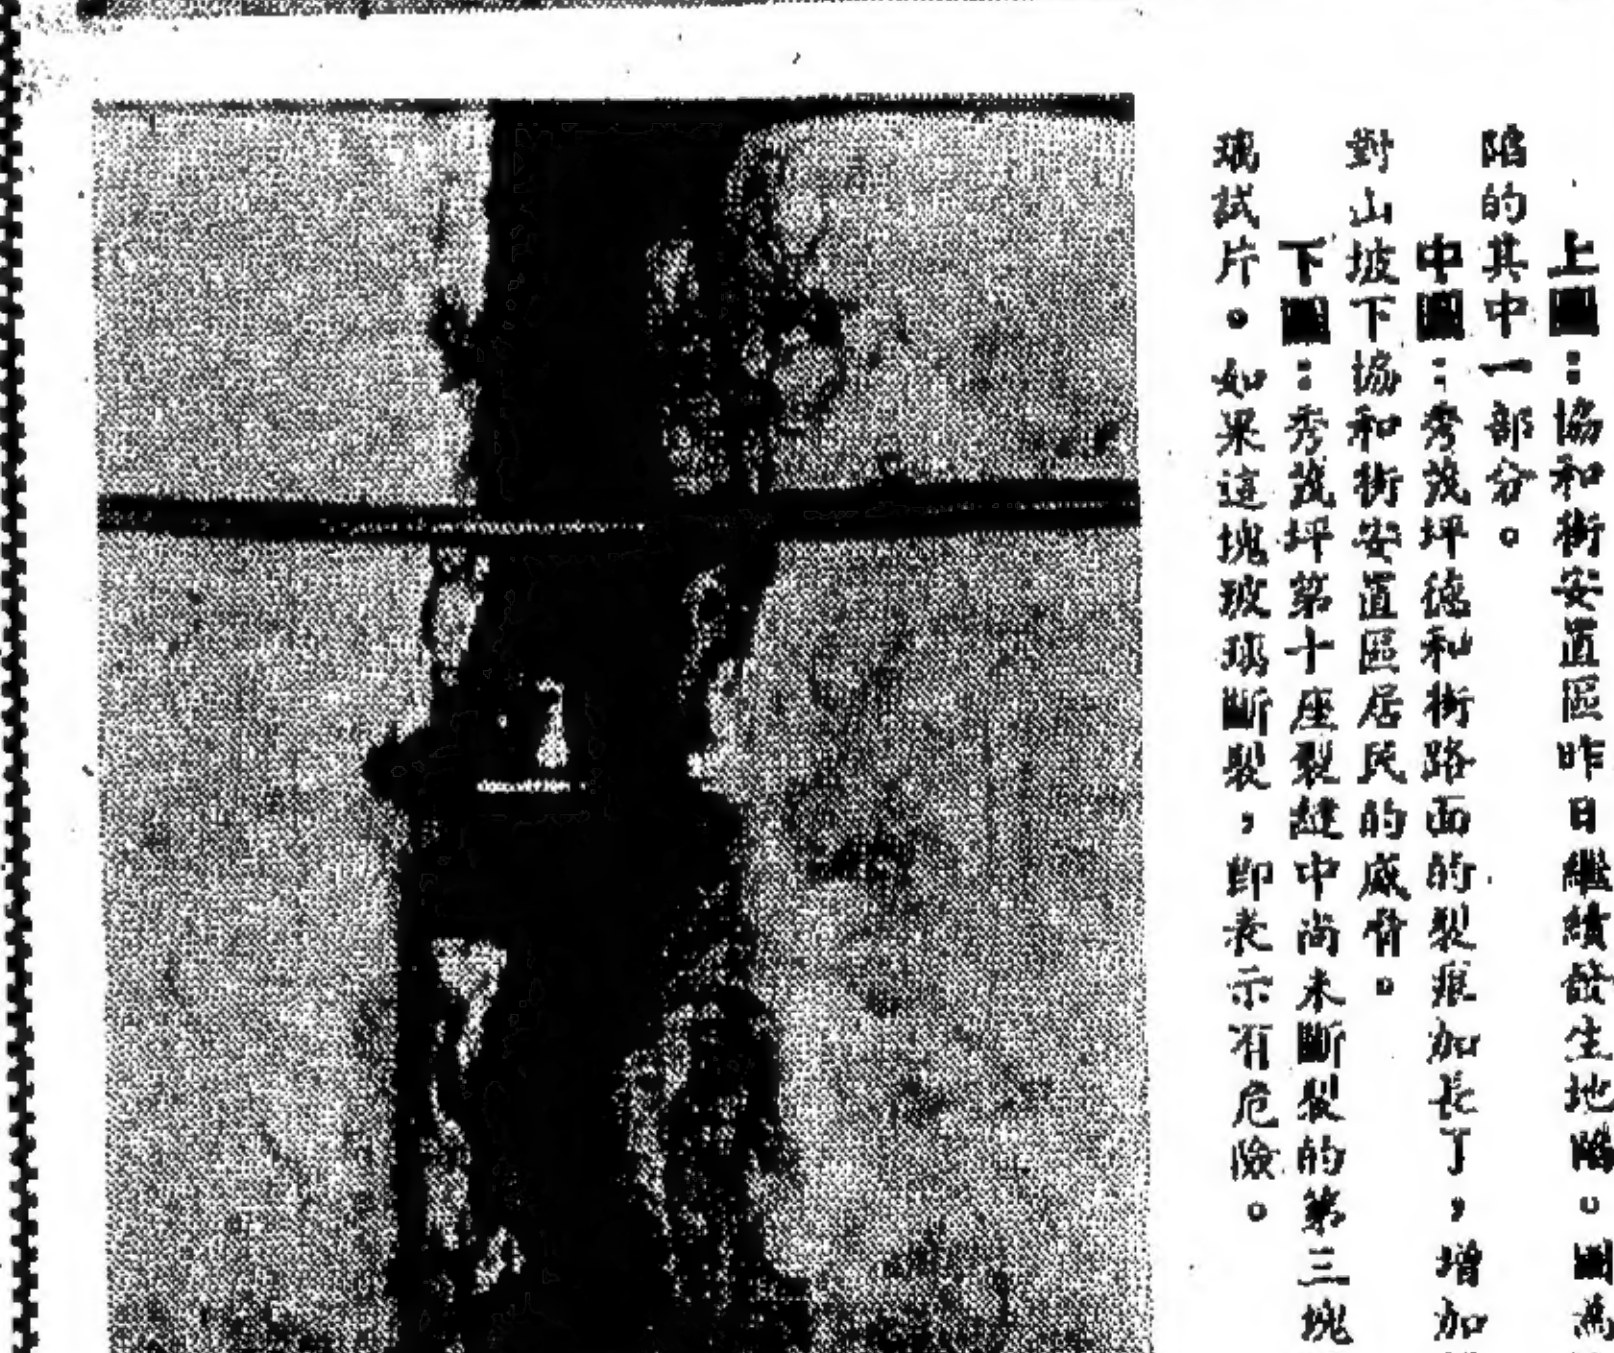 上圖：協和街安置區昨日繼續發生地陷。圖為
陷的其中一部分。
中圖：秀茂坪德和街路面的裂痕加長了，增加
對山坡下協和街安置區居民的威脅。
下圖：秀茂坪第十座裂縫中尚未斷裂的第三塊
璃試片。如果這塊玻璃斷裂，即表示有危險。